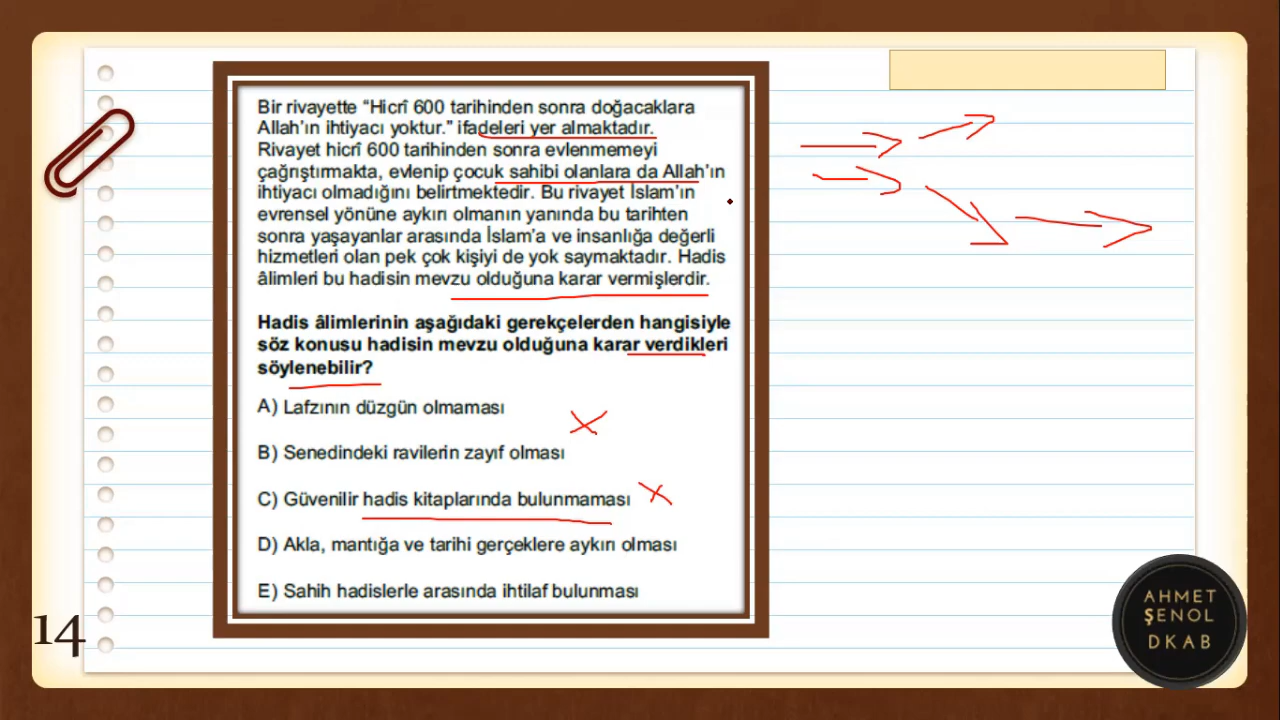 Bir rivayette “Hicrî 600 tarihinden sonra doğacaklara
Allah’ın ihtiyacı yoktur.” ifadeleri yer almaktadır.
Rivayet hicrî 600 tarihinden sonra evlenmemeyi
çağrıştırmakta, evlenip çocuk sahibi olanlara da Allah’ın
ihtiyacı olmadığını belirtmektedir. Bu rivayet İslam’ın
evrensel yönüne aykırı olmanın yanında bu tarihten
sonra yaşayanlar arasında İslam’a ve insanlığa değerli
hizmetleri olan pek çok kişiyi de yok saymaktadır. Hadis
âlimleri bu hadisin mevzu olduğuna karar vermişlerdir.
Hadis âlimlerinin aşağıdaki gerekçelerden hangisiyle
söz konusu hadisin mevzu olduğuna karar verdikleri
söylenebilir?
A) Lafzının düzgün olmaması
B) Senedindeki ravilerin zayıf olması
C) Güvenilir hadis kitaplarında bulunmaması
D) Akla, mantığa ve tarihi gerçeklere aykırı olması
E) Sahih hadislerle arasında ihtilaf bulunması
14
AHMET
ŞENOL
DKAB